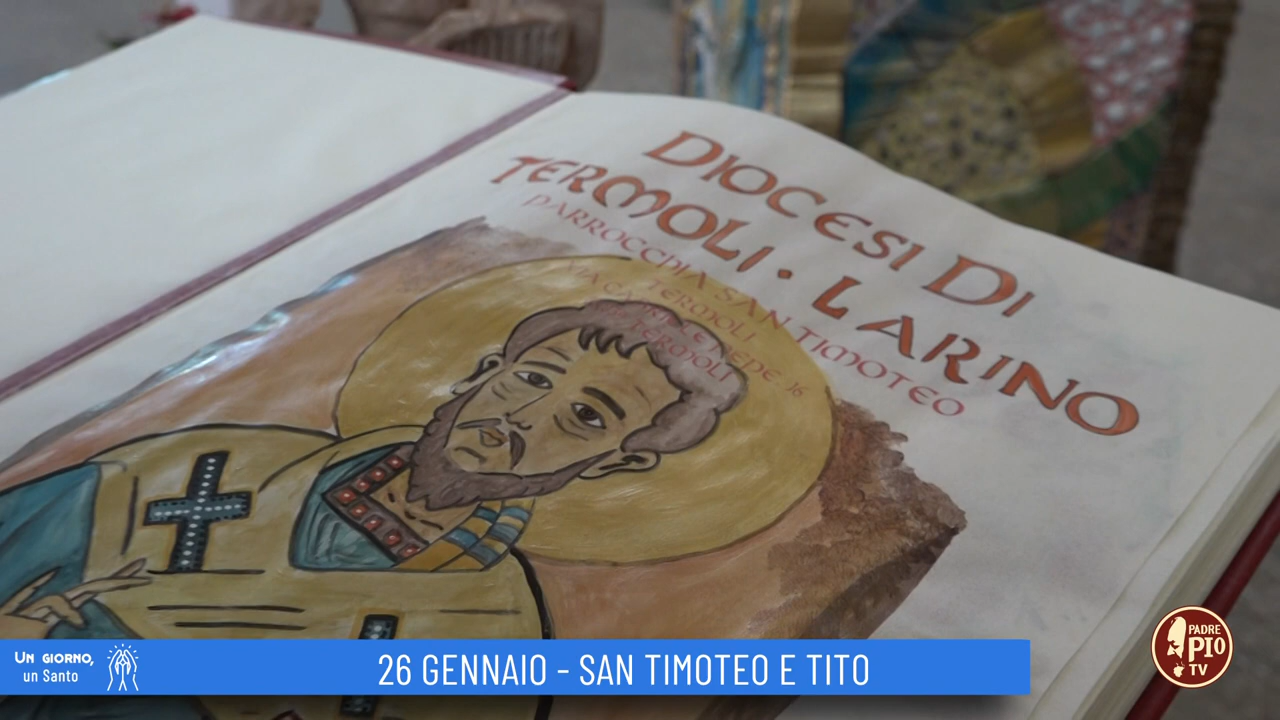 DIOCESI DI
TERMOLI · LARINO
PARROCCHIA SAN TIMOTEO
TERMOLI
TERMOLI
UN GIORNO,
un Santo
26 GENNAIO - SAN TIMOTEO E TITO
PADRE
PIO
TV